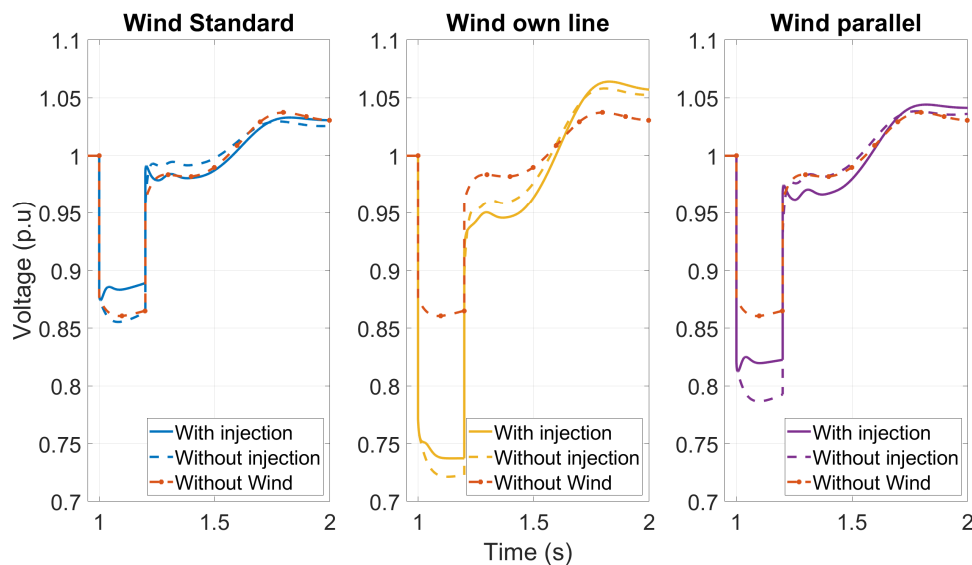 Wind Standard
Wind own line
Wind parallel
Voltage (p.u)
1.1
1.05
1
0.95
0.9
0.85
0.8
0.75
0.7
1
1.5
2
With injection
Without injection
Without Wind
1.1
1.05
1
0.95
0.9
0.85
0.8
0.75
0.7
1
1.5
2
With injection
Without injection
Without Wind
1.1
1.05
1
0.95
0.9
0.85
0.8
0.75
0.7
1
1.5
2
With injection
Without injection
Without Wind
Time (s)